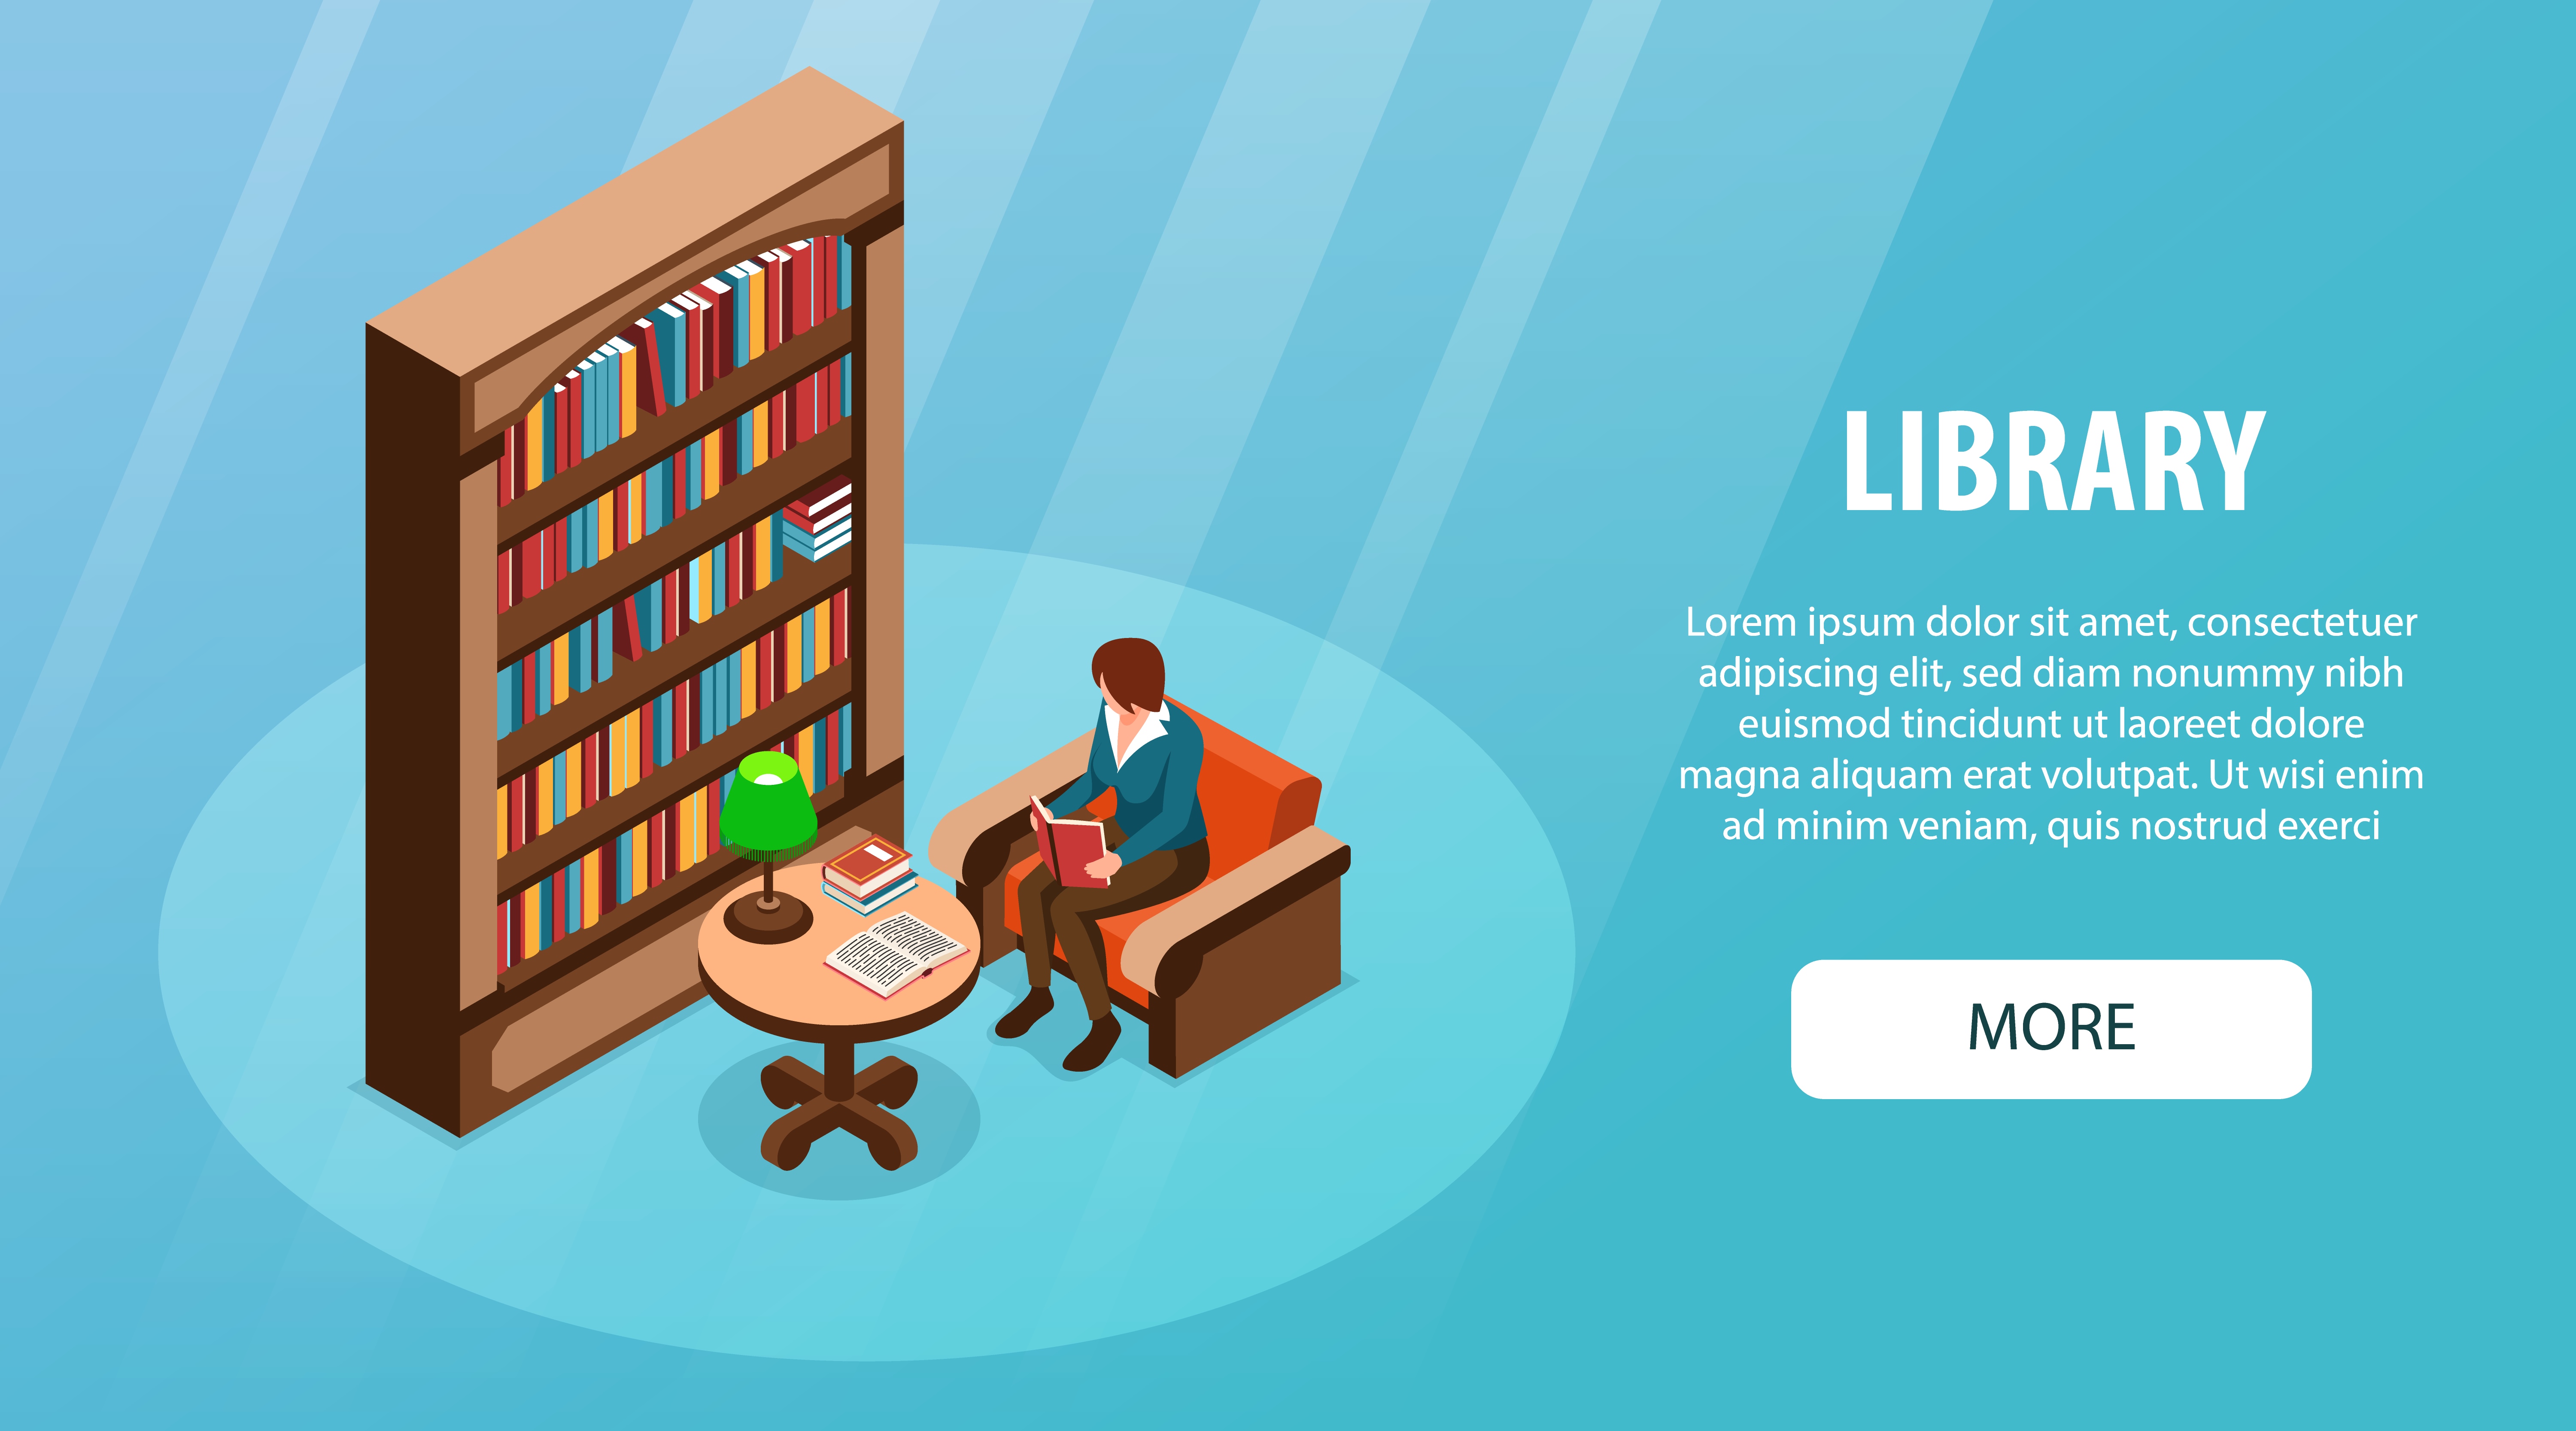 LIBRARY
Lorem ipsum dolor sit amet, consectetuer
adipiscing elit, sed diam nonummy nibh
euismod tincidunt ut laoreet dolore
magna aliquam erat volutpat. Ut wisi enim
ad minim veniam, quis nostrud exerci
MORE